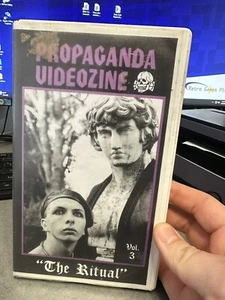 PROPAGANDA
VIDEOZINE
Vol.
3
"The Ritual"